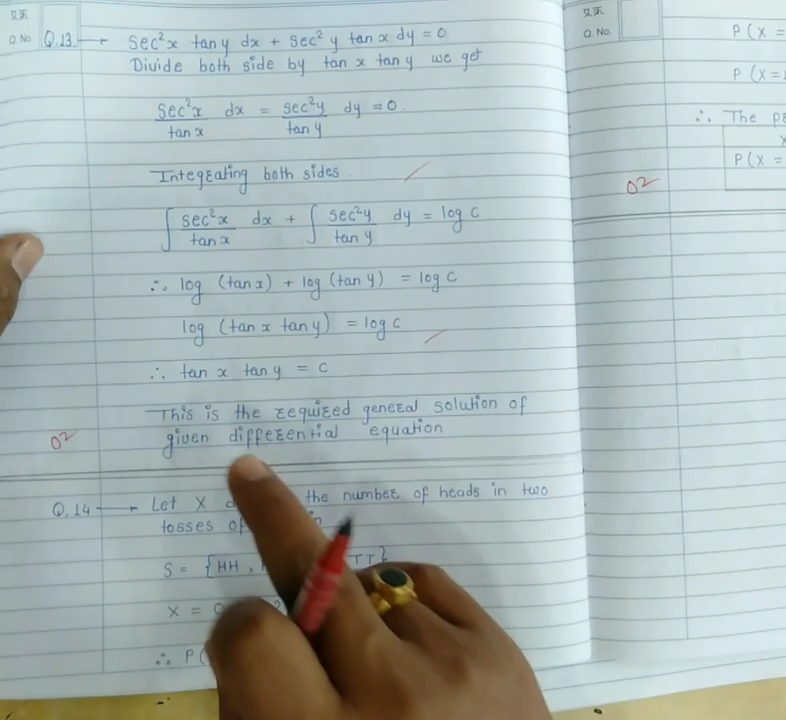 Q. No. Q.13. → sec²x tany dx + sec² y tan x dy = 0
Divide both side by tan x tan y we get
sec²x/tan x dx = sec²y/tan y dy = 0.
Integrating both sides.
∫ sec²x/tan x dx + ∫ sec²y/tan y dy = log c
∴ log (tan x) + log (tan y) = log c
log (tan x tan y) = log c
∴ tan x tan y = c
This is the required general solution of
02 given differential equation
Q.14 → Let X the number of heads in two
tosses of
S = {HH , TT}
X = 0
∴ P(
Q. No.
P(X =
P(X =
∴ The
P(X =
02